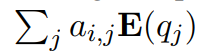 ∑_j a_{i,j} **E**(q_j)